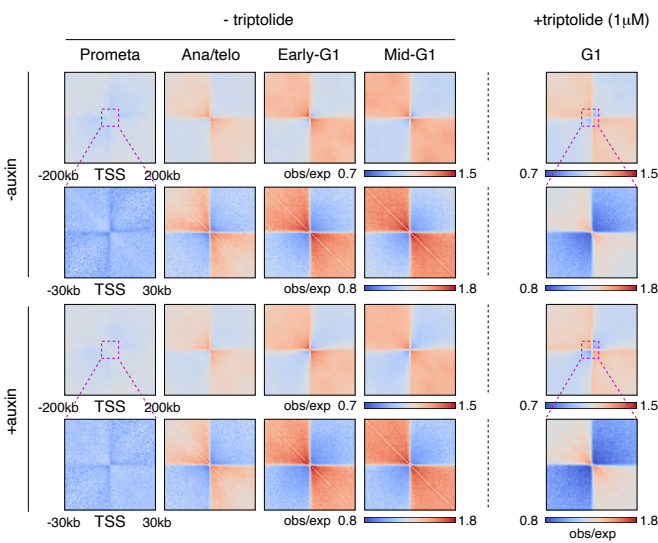 - triptolide
+triptolide (1µM)
Prometa Ana/telo Early-G1 Mid-G1 G1
-auxin
-200kb TSS 200kb obs/exp 0.7 1.5 0.7 1.5
-30kb TSS 30kb obs/exp 0.8 1.8 0.8 1.8
+auxin
-200kb TSS 200kb obs/exp 0.7 1.5 0.7 1.5
-30kb TSS 30kb obs/exp 0.8 1.8 0.8 1.8
obs/exp